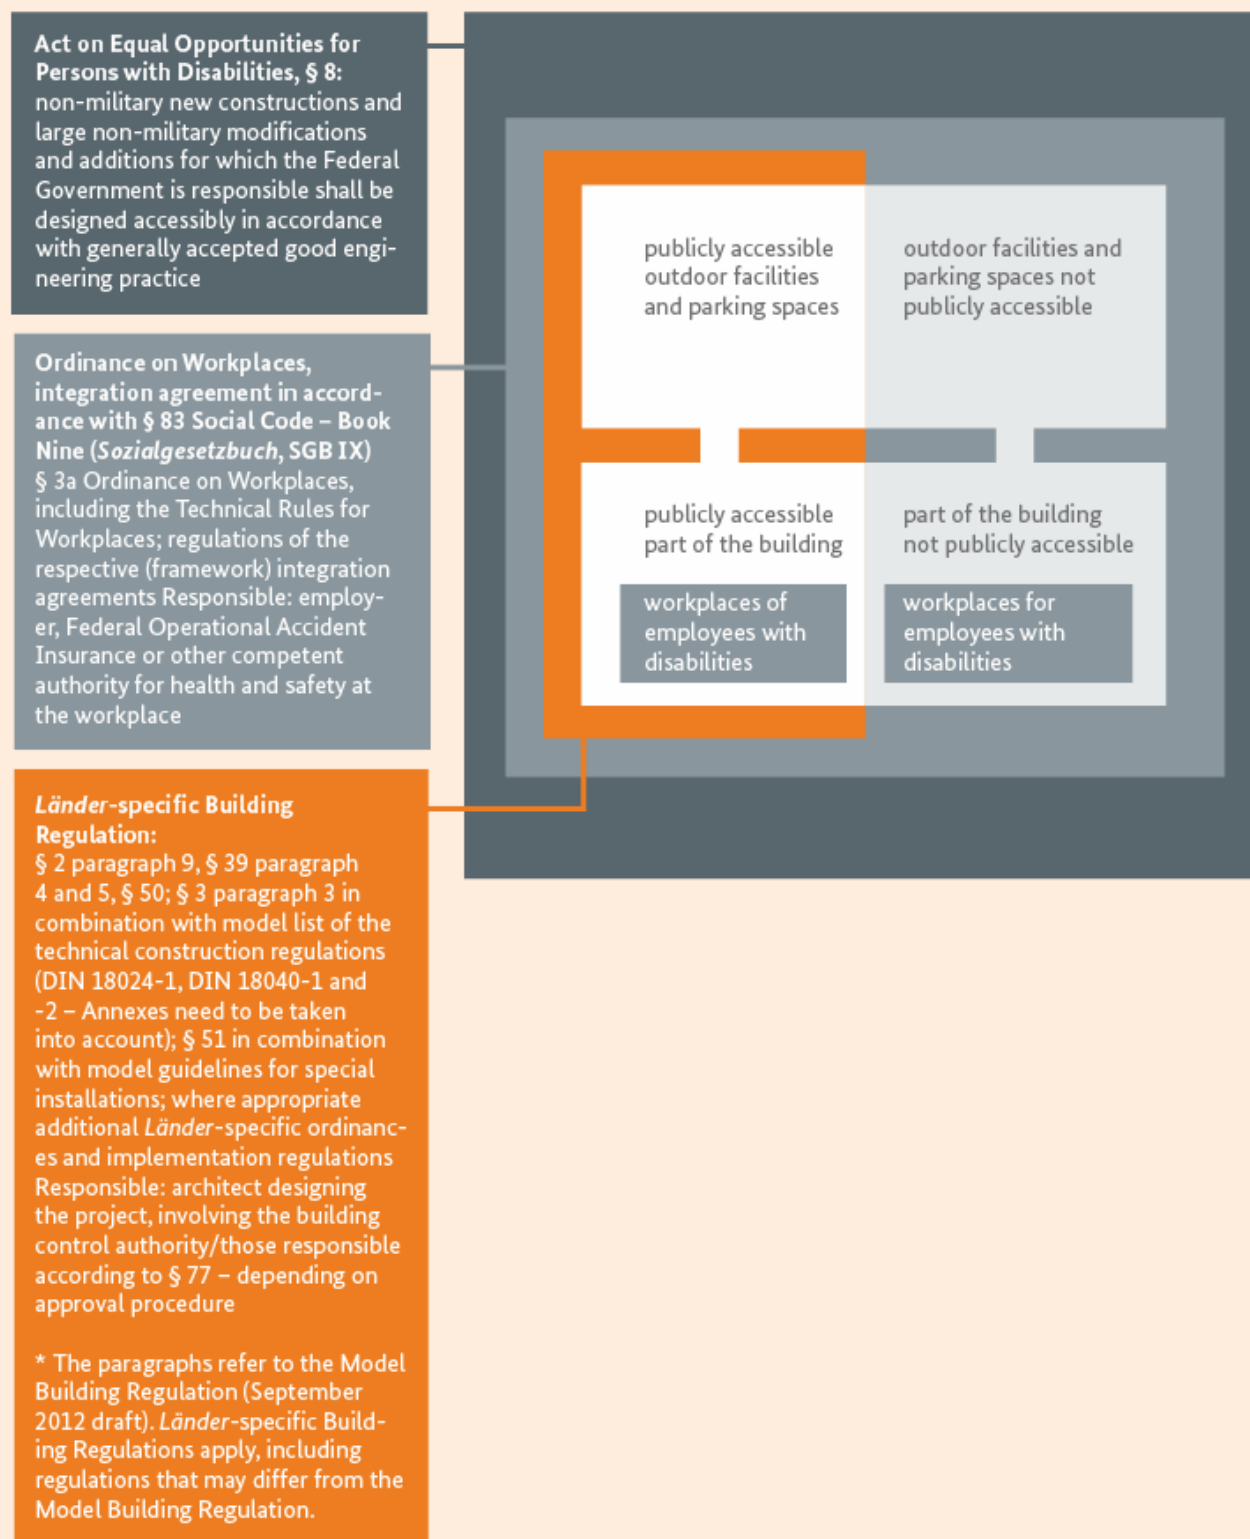 Act on Equal Opportunities for
Persons with Disabilities, § 8:
non-military new constructions and
large non-military modifications
and additions for which the Federal
Government is responsible shall be
designed accessibly in accordance
with generally accepted good engi-
neering practice
Ordinance on Workplaces,
integration agreement in accord-
ance with § 83 Social Code – Book
Nine (Sozialgesetzbuch, SGB IX)
§ 3a Ordinance on Workplaces,
including the Technical Rules for
Workplaces; regulations of the
respective (framework) integration
agreements Responsible: employ-
er, Federal Operational Accident
Insurance or other competent
authority for health and safety at
the workplace
Länder-specific Building
Regulation:
§ 2 paragraph 9, § 39 paragraph
4 and 5, § 50; § 3 paragraph 3 in
combination with model list of the
technical construction regulations
(DIN 18024-1, DIN 18040-1 and
-2 – Annexes need to be taken
into account); § 51 in combination
with model guidelines for special
installations; where appropriate
additional Länder-specific ordinanc-
es and implementation regulations
Responsible: architect designing
the project, involving the building
control authority/those responsible
according to § 77 – depending on
approval procedure
* The paragraphs refer to the Model
Building Regulation (September
2012 draft). Länder-specific Build-
ing Regulations apply, including
regulations that may differ from the
Model Building Regulation.
publicly accessible
outdoor facilities
and parking spaces
outdoor facilities and
parking spaces not
publicly accessible
publicly accessible
part of the building
part of the building
not publicly accessible
workplaces of
employees with
disabilities
workplaces for
employees with
disabilities